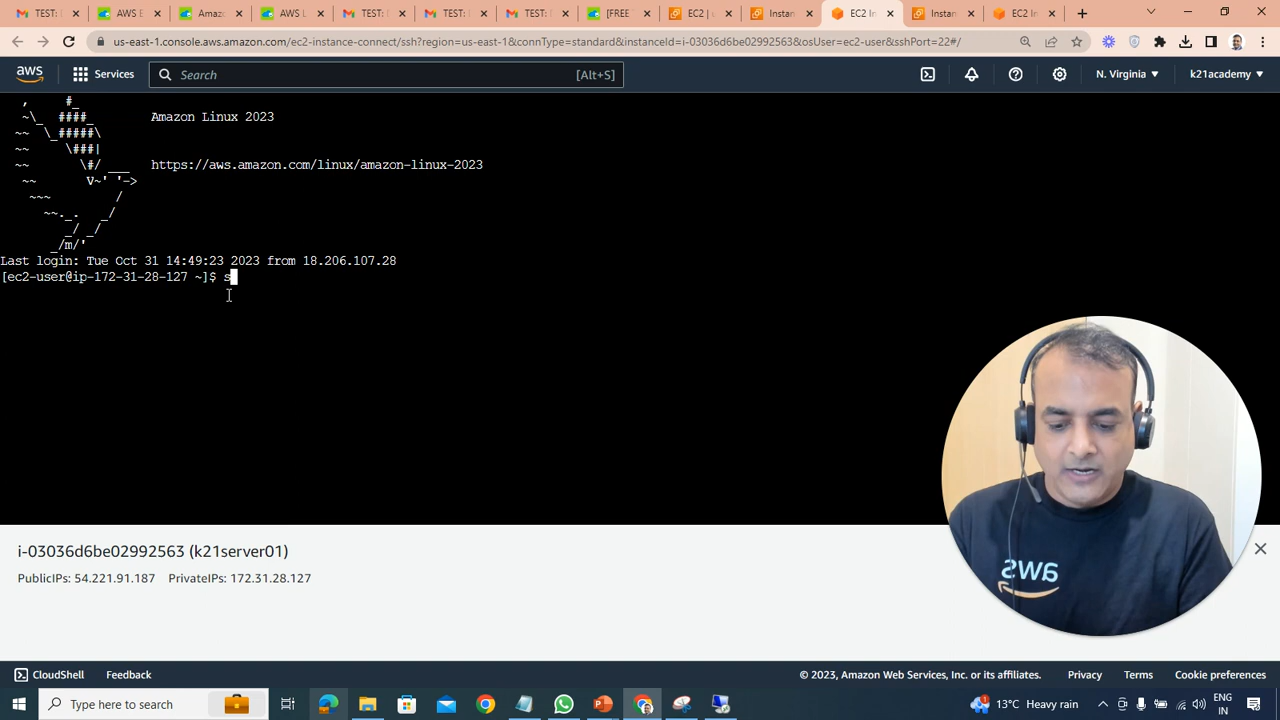 TEST: I
AWS E
Amaz
AWS L
TEST: I
TEST: I
TEST: I
[FREE
EC2 |
Instan
EC2 In
Instan
EC2 In
us-east-1.console.aws.amazon.com/ec2-instance-connect/ssh?region=us-east-1&connType=standard&instanceId=i-03036d6be02992563&osUser=ec2-user&sshPort=22#/
aws
Services
Search
[Alt+S]
N. Virginia
k21academy
, #_
~\_ ####_ Amazon Linux 2023
~~ \_#####\
~~ \###|
~~ \#/ ___ https://aws.amazon.com/linux/amazon-linux-2023
~~ V~' '->
~~~ /
~~._. _/
_/ _/
_/m/'
Last login: Tue Oct 31 14:49:23 2023 from 18.206.107.28
[ec2-user@ip-172-31-28-127 ~]$ s
aws
i-03036d6be02992563 (k21server01)
PublicIPs: 54.221.91.187 PrivateIPs: 172.31.28.127
CloudShell
Feedback
© 2023, Amazon Web Services, Inc. or its affiliates.
Privacy
Terms
Cookie preferences
Type here to search
13°C Heavy rain
ENG
IN